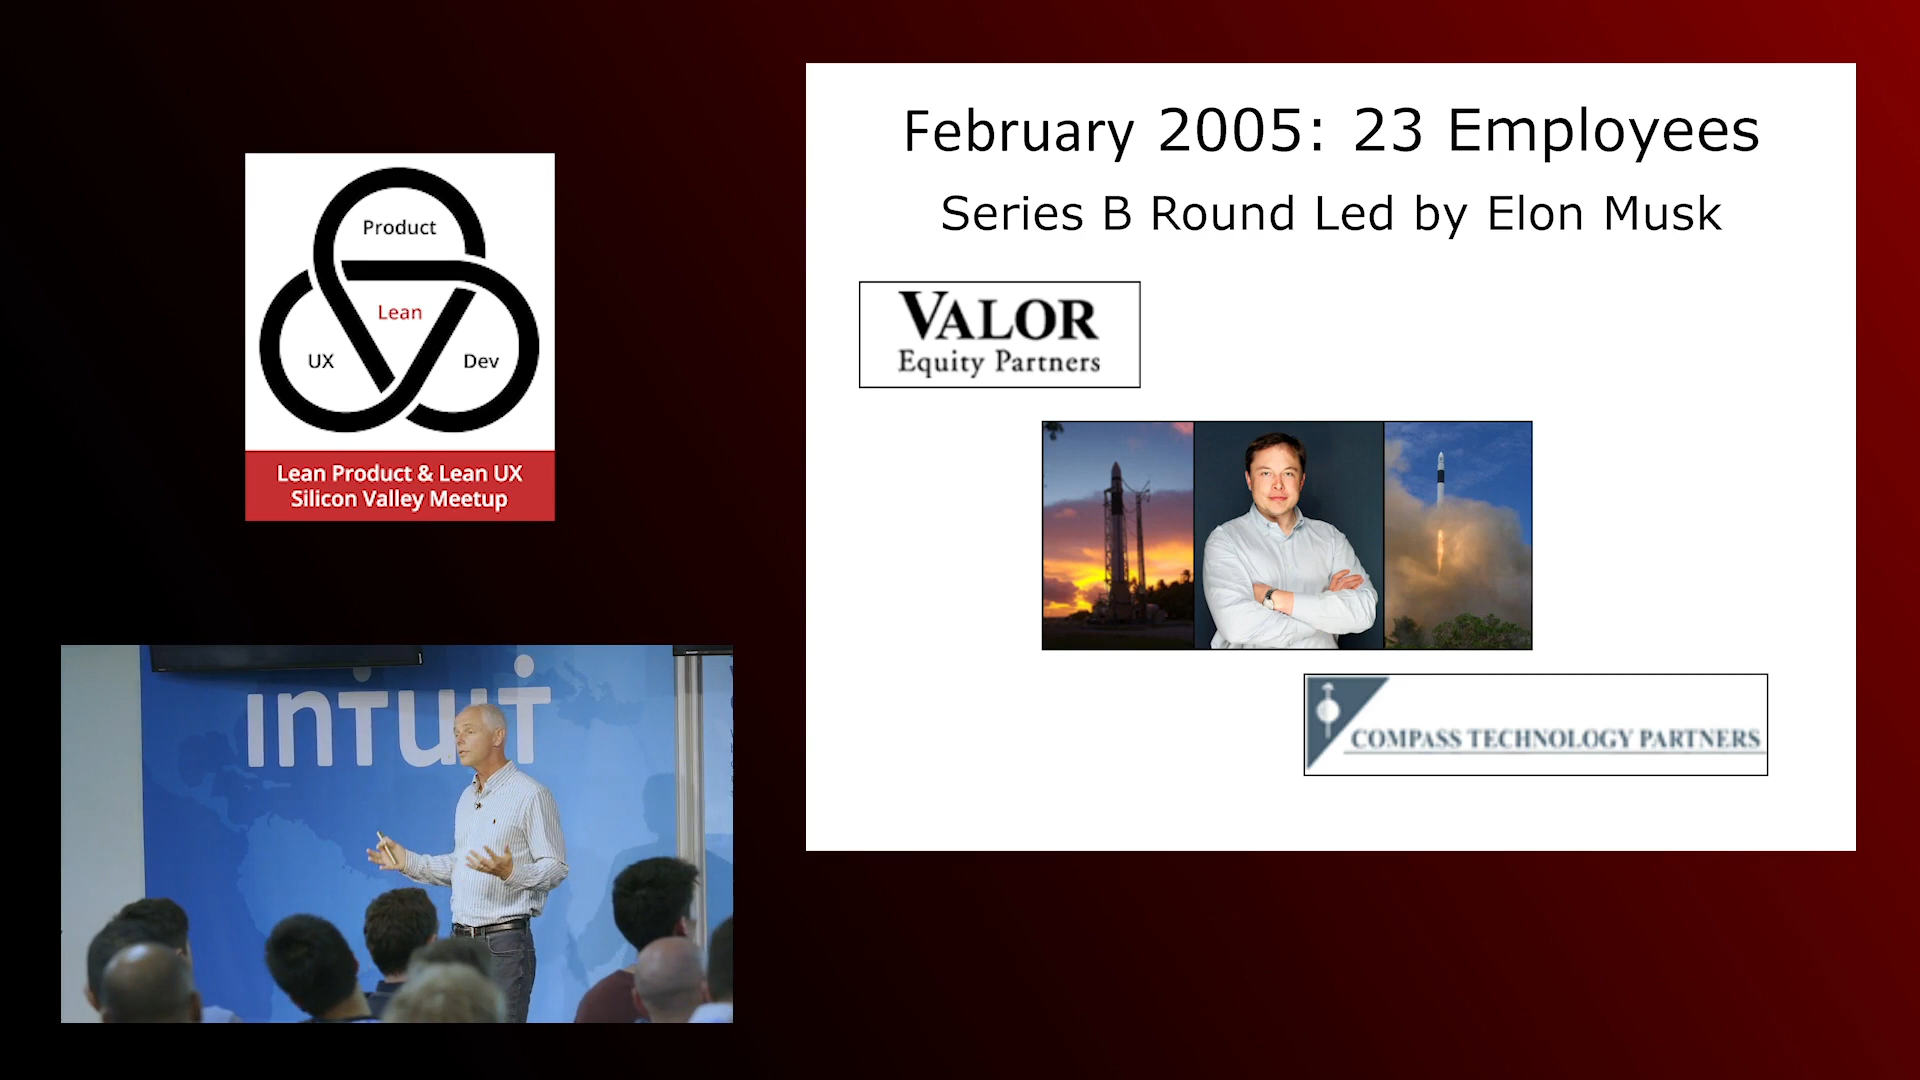 Product
Lean
UX
Dev
Lean Product & Lean UX
Silicon Valley Meetup
February 2005: 23 Employees
Series B Round Led by Elon Musk
VALOR
Equity Partners
COMPASS TECHNOLOGY PARTNERS
INTUIT